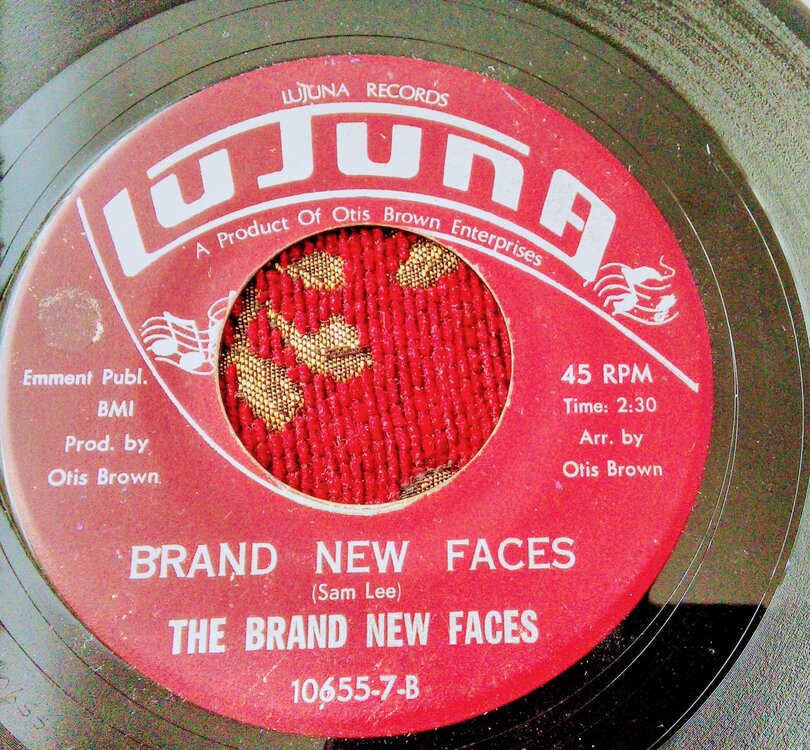 LUJUNA RECORDS
LUJUNA
A Product Of Otis Brown Enterprises
Emment Publ.
BMI
Prod. by
Otis Brown
45 RPM
Time: 2:30
Arr. by
Otis Brown
BRAND NEW FACES
(Sam Lee)
THE BRAND NEW FACES
10655-7-B